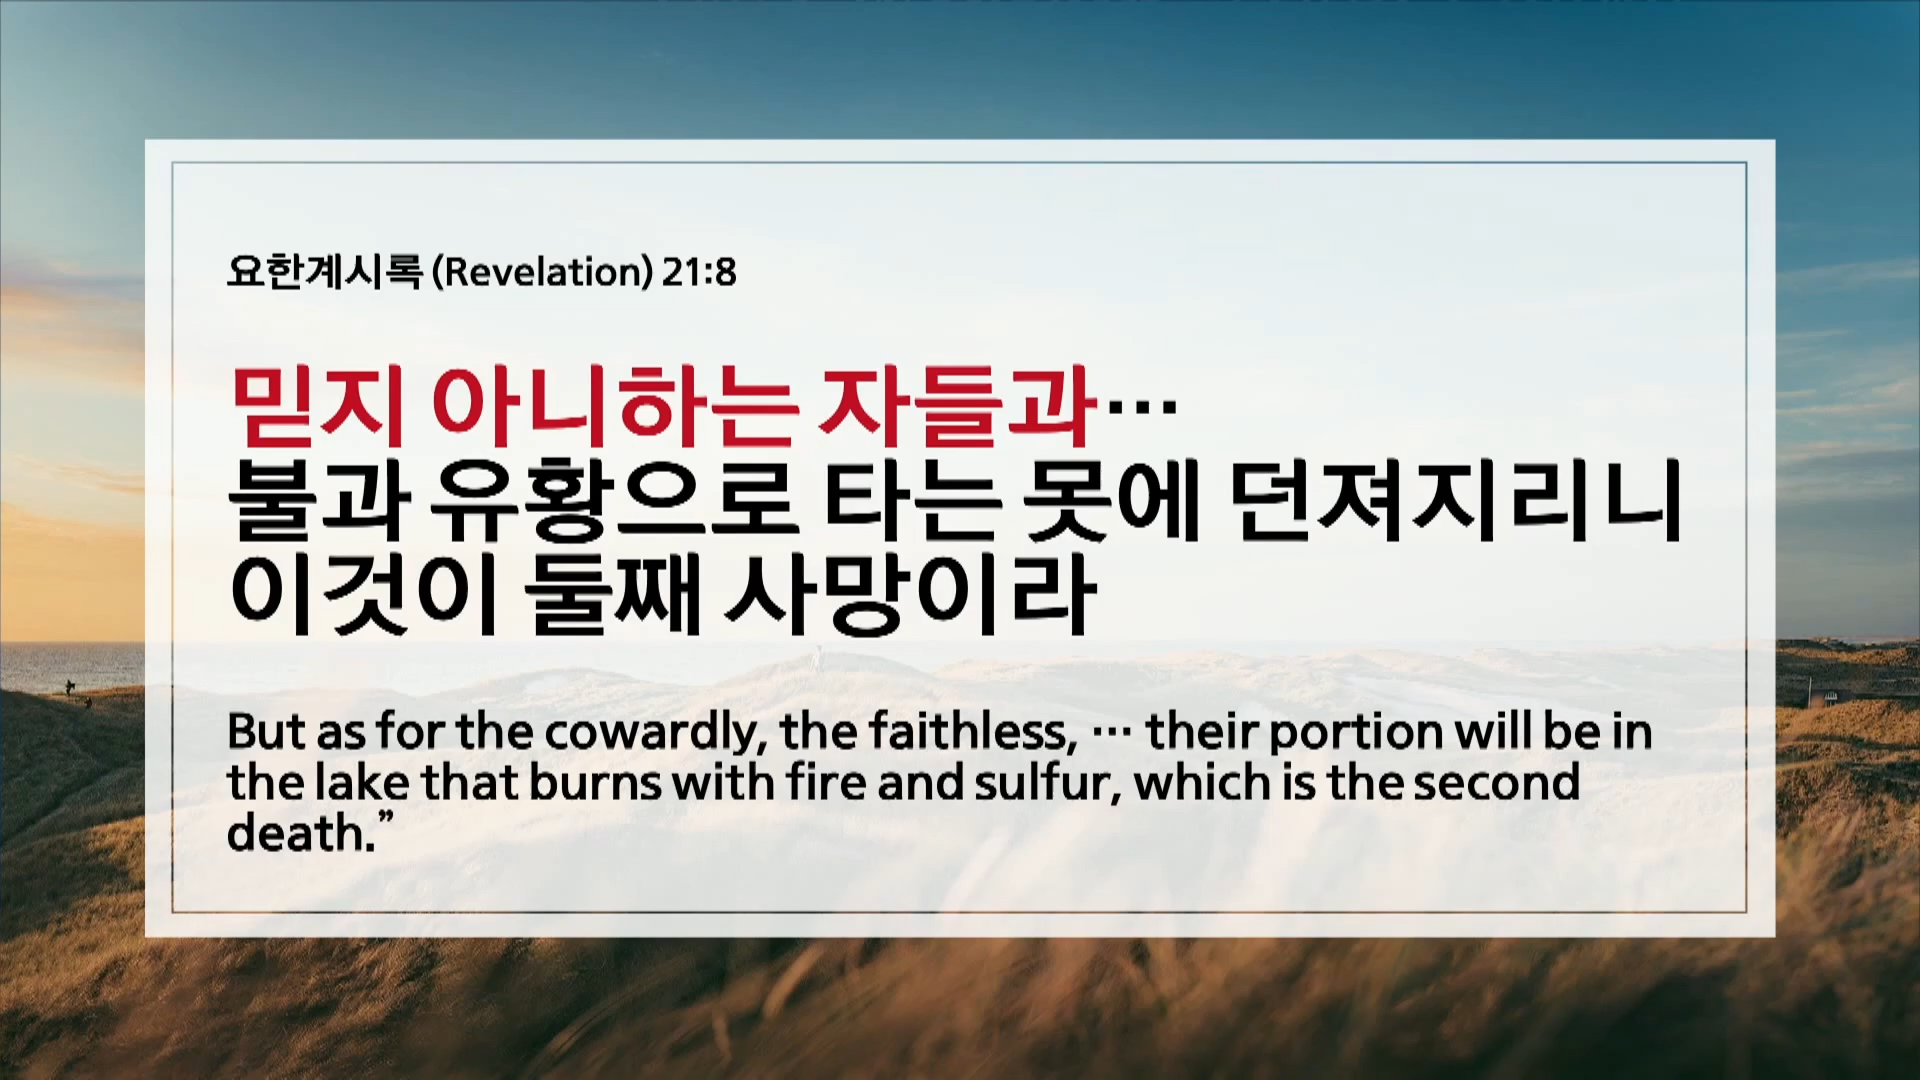 요한계시록 (Revelation) 21:8
믿지 아니하는 자들과…
불과 유황으로 타는 못에 던져지리니
이것이 둘째 사망이라
But as for the cowardly, the faithless, … their portion will be in
the lake that burns with fire and sulfur, which is the second
death.”